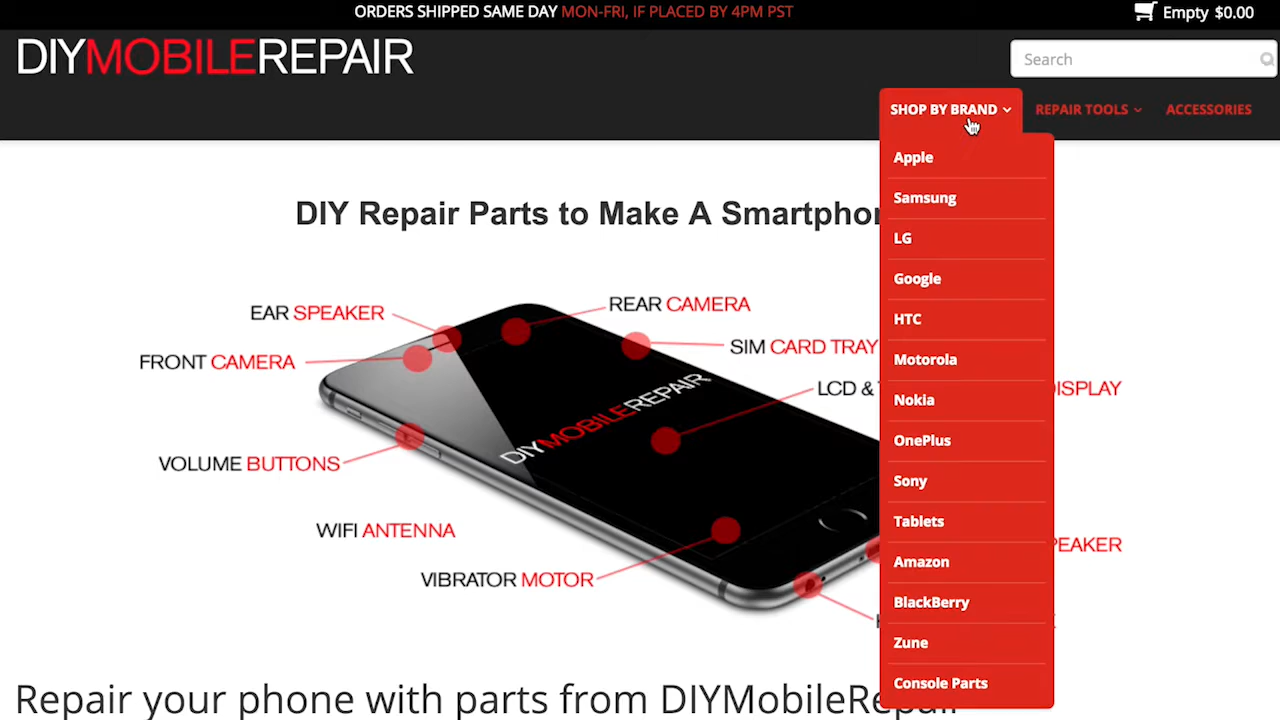 ORDERS SHIPPED SAME DAY MON-FRI, IF PLACED BY 4PM PST
Empty $0.00
DIYMOBILEREPAIR
Search
SHOP BY BRAND
REPAIR TOOLS
ACCESSORIES
Apple
Samsung
LG
Google
HTC
Motorola
Nokia
OnePlus
Sony
Tablets
Amazon
BlackBerry
Zune
Console Parts
DIY Repair Parts to Make A
EAR SPEAKER
REAR CAMERA
FRONT CAMERA
SIM CARD TRAY
LCD &
DISPLAY
DIYMOBILEREPAIR
VOLUME BUTTONS
WIFI ANTENNA
VIBRATOR MOTOR
Repair your phone with parts from DIYMobileRepair